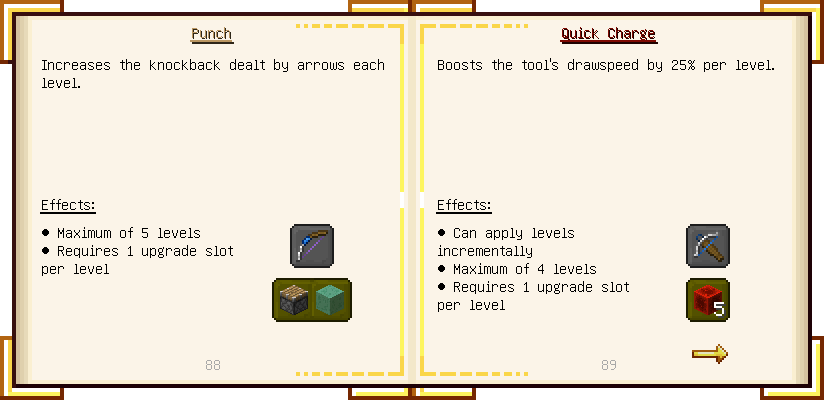 Punch
Increases the knockback dealt by arrows each
level.
Effects:
● Maximum of 5 levels
● Requires 1 upgrade slot
per level
88
Quick Charge
Boosts the tool's drawspeed by 25% per level.
Effects:
● Can apply levels
incrementally
● Maximum of 4 levels
● Requires 1 upgrade slot
per level
5
89